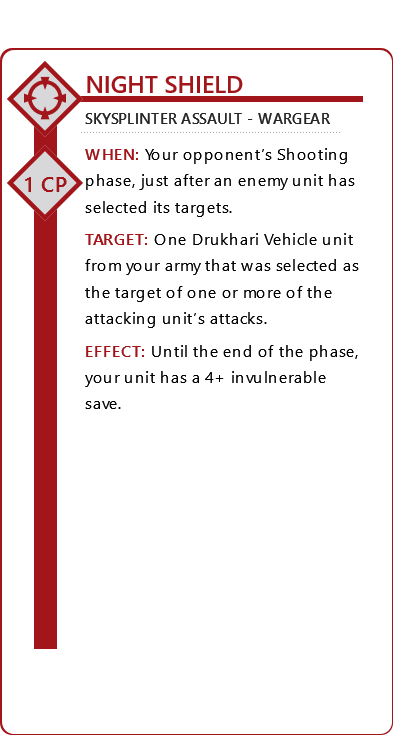 NIGHT SHIELD
SKYSPLINTER ASSAULT - WARGEAR
1 CP
WHEN: Your opponent's Shooting
phase, just after an enemy unit has
selected its targets.
TARGET: One Drukhari Vehicle unit
from your army that was selected as
the target of one or more of the
attacking unit's attacks.
EFFECT: Until the end of the phase,
your unit has a 4+ invulnerable
save.